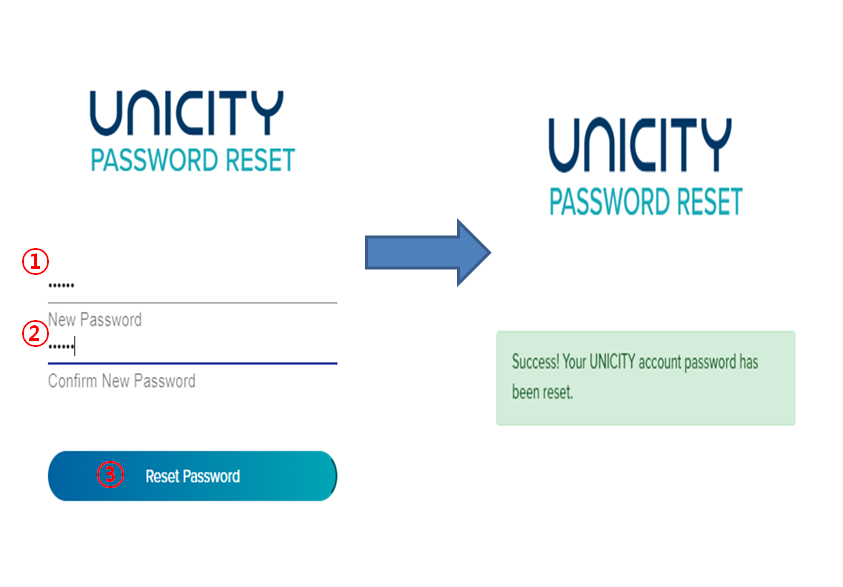 UNICITY
PASSWORD RESET
①
••••••
New Password
②
••••••
Confirm New Password
③ Reset Password
UNICITY
PASSWORD RESET
Success! Your UNICITY account password has
been reset.